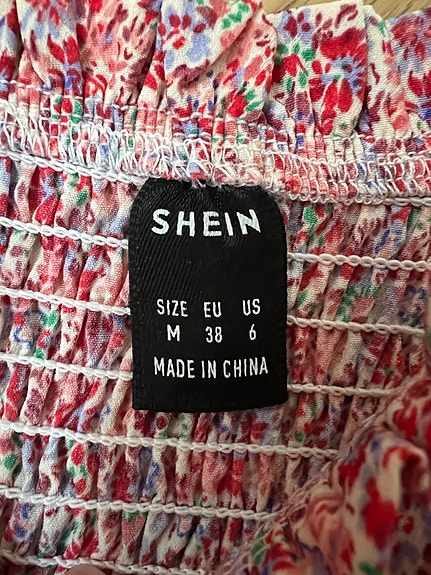 SHEIN
SIZE EU US
M 38 6
MADE IN CHINA